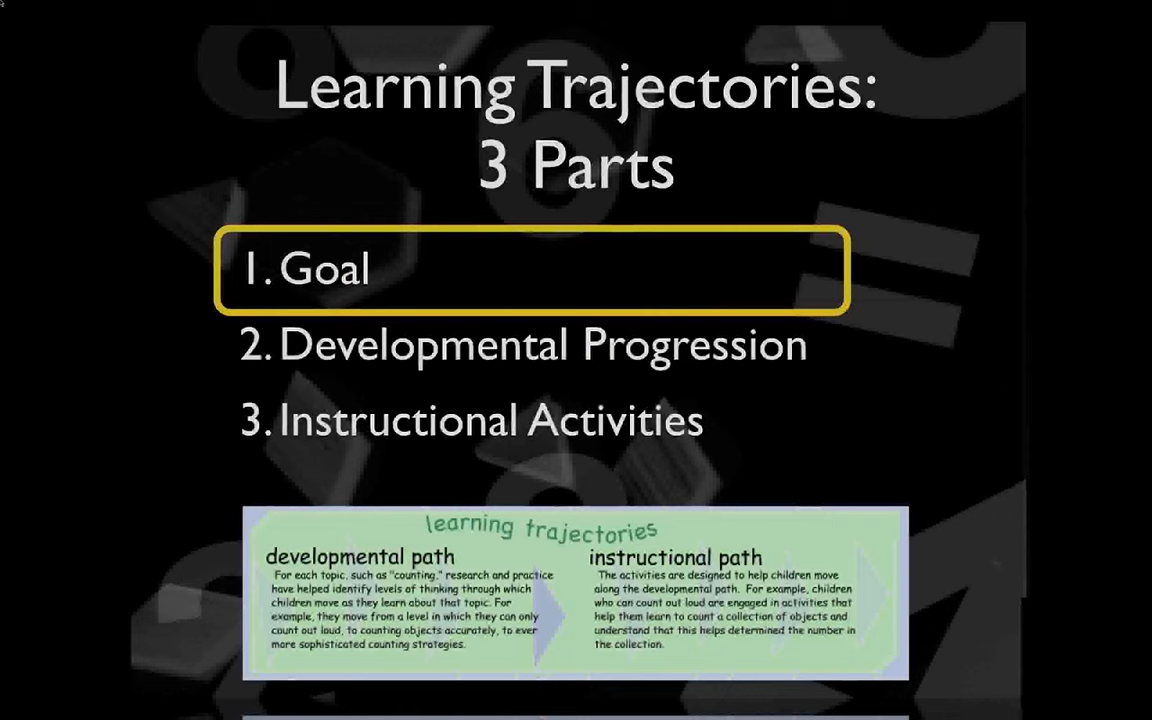 Learning Trajectories:
3 Parts
1. Goal
2. Developmental Progression
3. Instructional Activities
learning trajectories
developmental path
For each topic, such as "counting," research and practice
have helped identify levels of thinking through which
children move as they learn about that topic. For
example, they move from a level in which they can only
count out loud, to counting objects accurately, to ever
more sophisticated counting strategies.
instructional path
The activities are designed to help children move
along the developmental path. For example, children
who can count out loud are engaged in activities that
help them learn to count a collection of objects and
understand that this helps determined the number in
the collection.